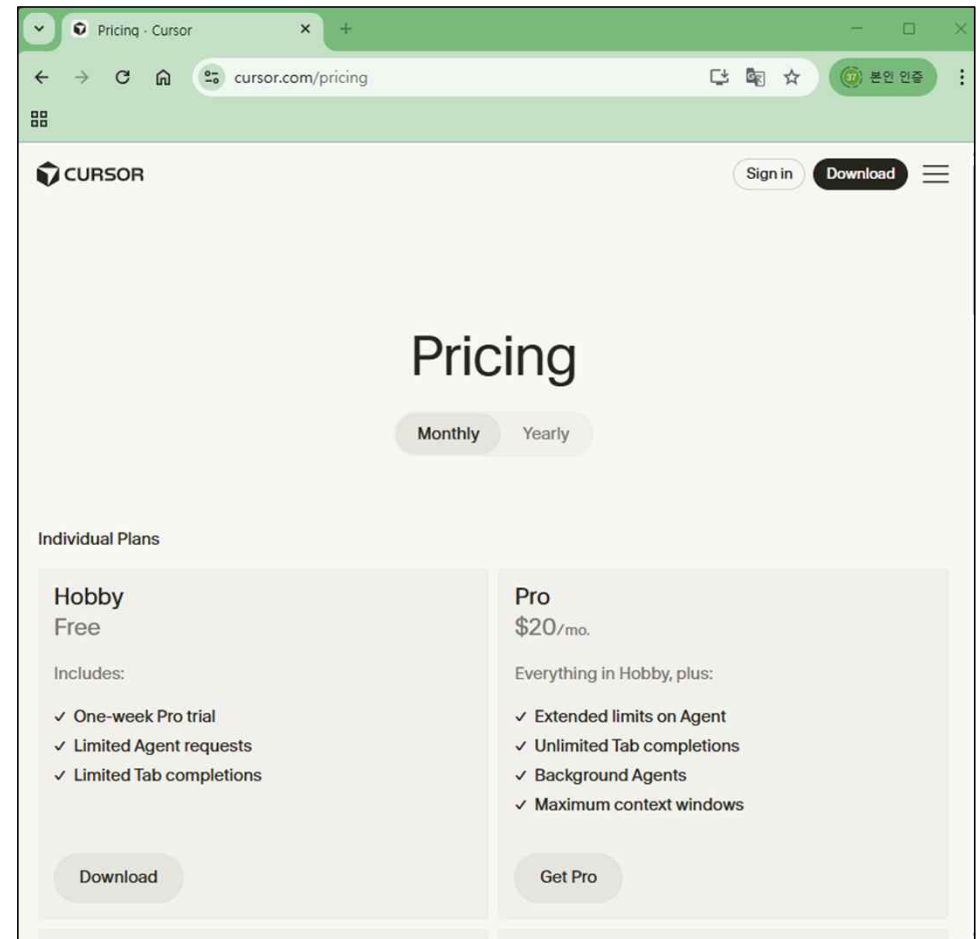 Pricing · Cursor
cursor.com/pricing
37 본인 인증
CURSOR
Sign in
Download
Pricing
Monthly
Yearly
Individual Plans
Hobby
Free
Includes:
✓ One-week Pro trial
✓ Limited Agent requests
✓ Limited Tab completions
Download
Pro
$20/mo.
Everything in Hobby, plus:
✓ Extended limits on Agent
✓ Unlimited Tab completions
✓ Background Agents
✓ Maximum context windows
Get Pro